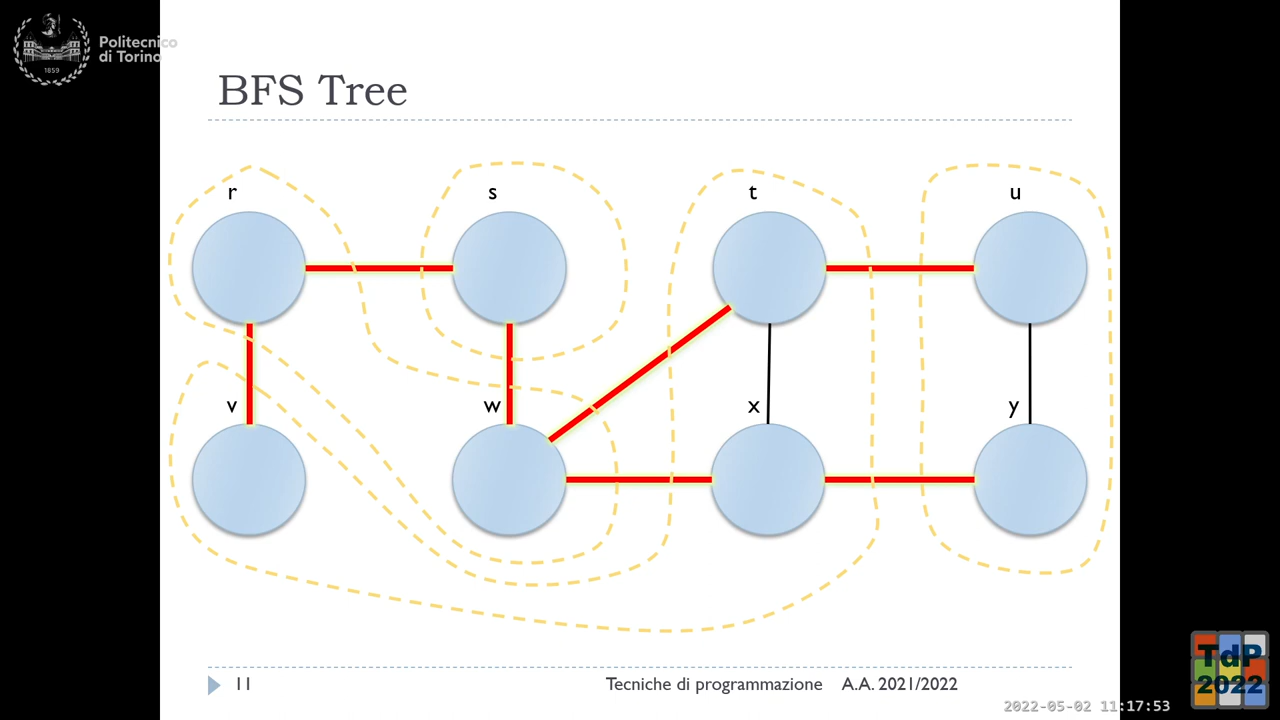 Politecnico
di Torino
1859
BFS Tree
r
s
t
u
v
w
x
y
11
Tecniche di programmazione
A.A. 2021/2022
2022-05-02 11:17:53
TdP
2022